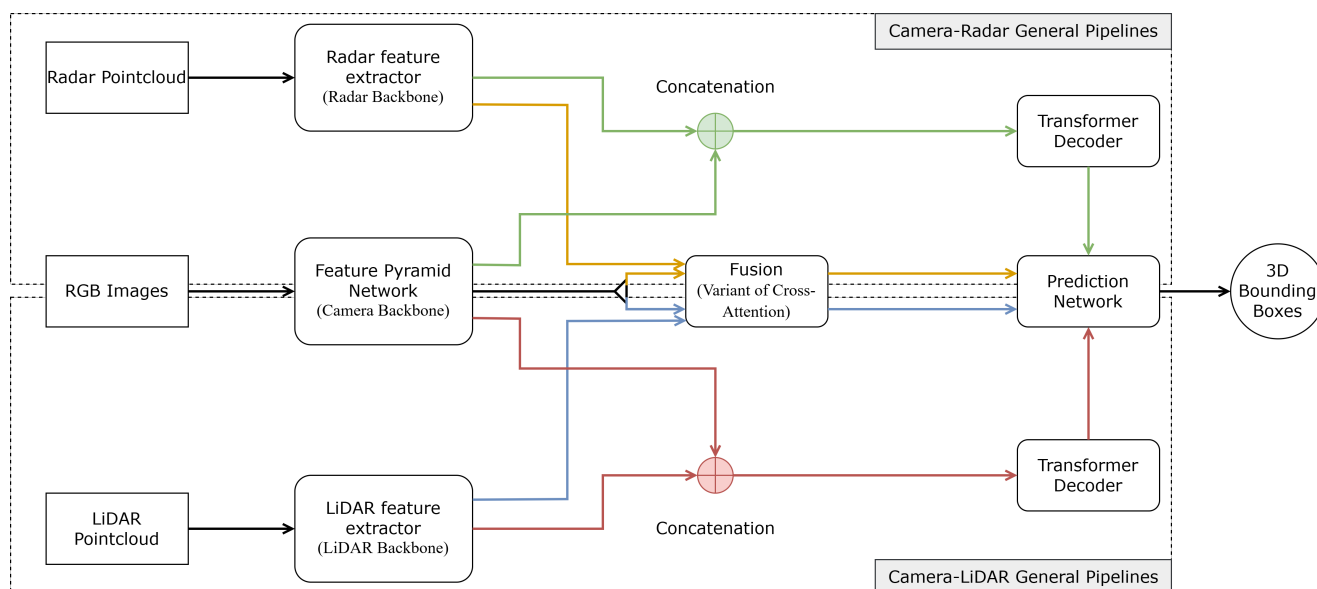 Camera-Radar General Pipelines
Radar Pointcloud
Radar feature
extractor
(Radar Backbone)
Concatenation
Transformer
Decoder
RGB Images
Feature Pyramid
Network
(Camera Backbone)
Fusion
(Variant of Cross-
Attention)
Prediction
Network
3D
Bounding
Boxes
LiDAR
Pointcloud
LiDAR feature
extractor
(LiDAR Backbone)
Concatenation
Transformer
Decoder
Camera-LiDAR General Pipelines